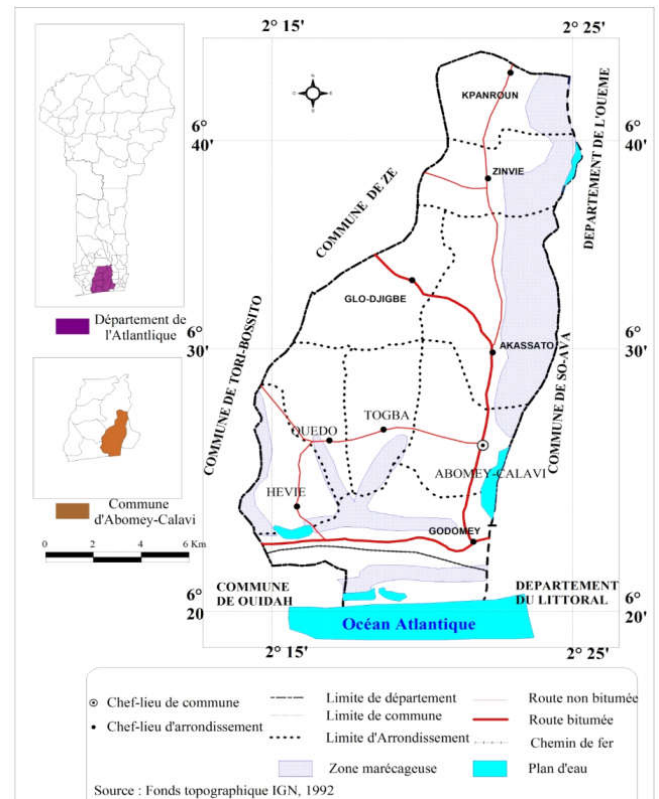 2° 15'
2° 25'
6°
40'
6°
40'
KPANROUN
ZINVIE
DEPARTEMENT DE L'OUEME
COMMUNE DE ZE
GLO-DJIGBE
Département de
l'Atlantlique
6°
30'
AKASSATO
6°
30'
COMMUNE DE TORI-BOSSITO
COMMUNE DE SO-AVA
TOGBA
OUEDO
ABOMEY-CALAVI
HEVIE
Commune
d'Abomey-Calavi
GODOMEY
0 2 4 6 Km
COMMUNE
DE OUIDAH
DEPARTEMENT
DU LITTORAL
6°
20
6°
20'
Océan Atlantique
2° 15'
2° 25'
Chef-lieu de commune
Chef-lieu d'arrondissement
Limite de département
Limite de commune
Limite d'Arrondissement
Route non bitumée
Route bitumée
Chemin de fer
Zone marécageuse
Plan d'eau
Source : Fonds topographique IGN, 1992